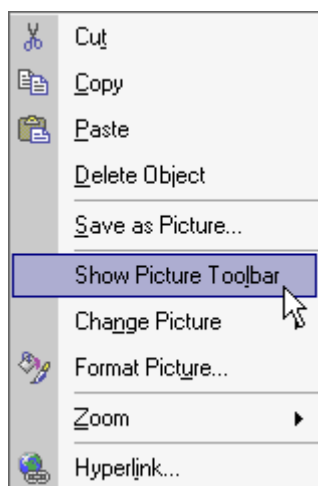 Cut
Copy
Paste
Delete Object
Save as Picture...
Show Picture Toolbar
Change Picture
Format Picture...
Zoom
Hyperlink...